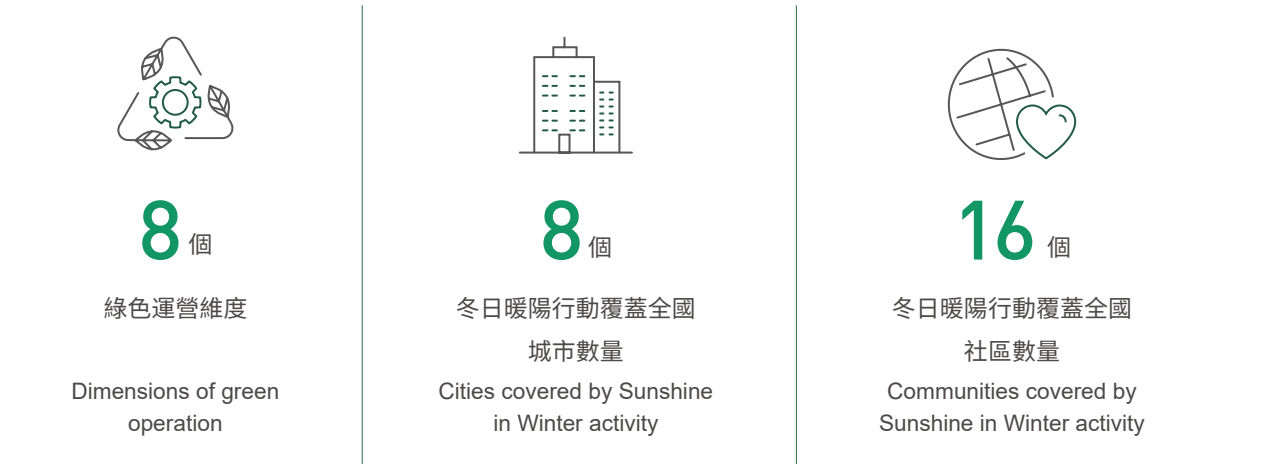 8 個
綠色運營維度
Dimensions of green
operation
8 個
冬日暖陽行動覆蓋全國
城市數量
Cities covered by Sunshine
in Winter activity
16 個
冬日暖陽行動覆蓋全國
社區數量
Communities covered by
Sunshine in Winter activity